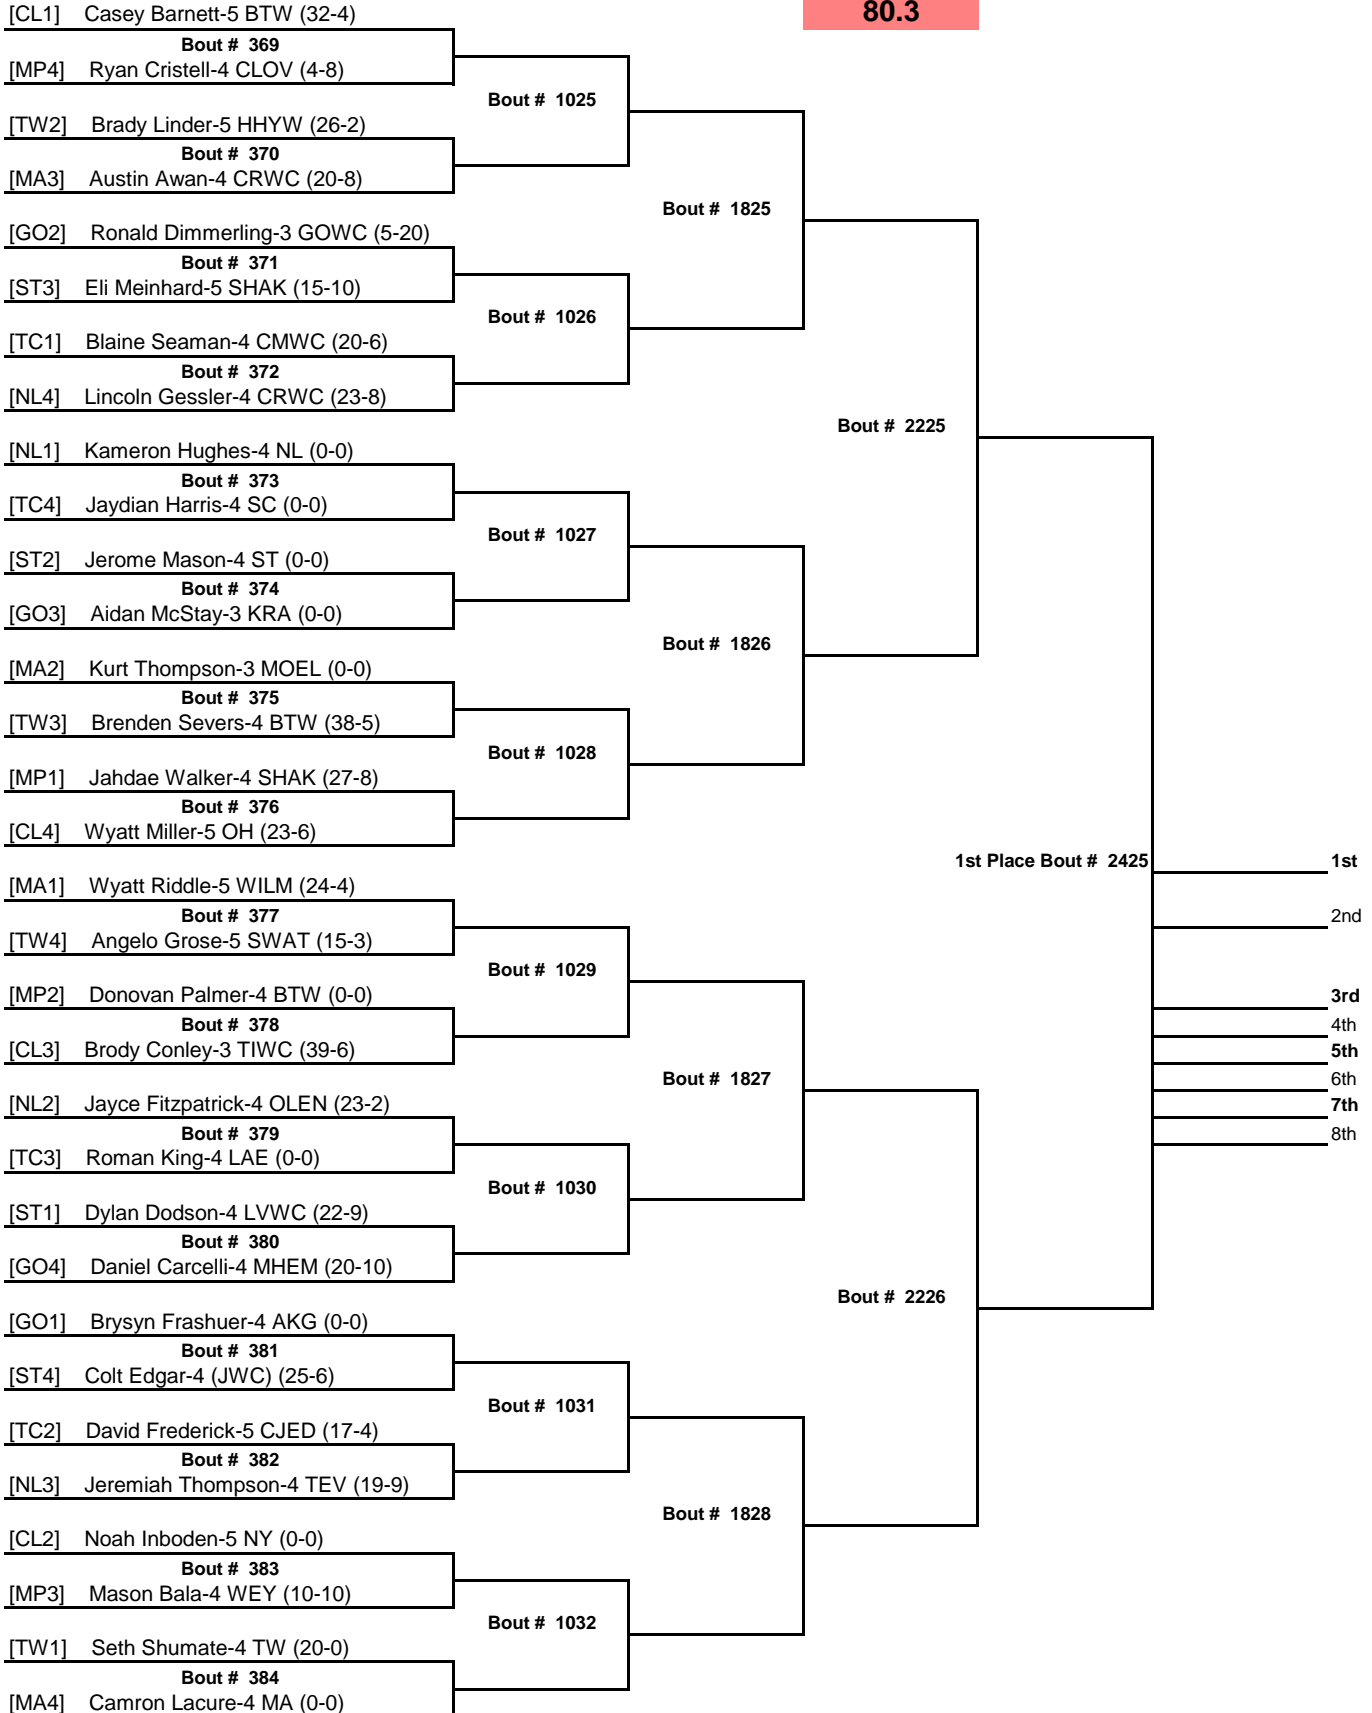 [CL1] Casey Barnett-5 BTW (32-4)
80.3
Bout # 369
[MP4] Ryan Cristell-4 CLOV (4-8)
Bout # 1025
[TW2] Brady Linder-5 HHYW (26-2)
Bout # 370
[MA3] Austin Awan-4 CRWC (20-8)
Bout # 1825
[GO2] Ronald Dimmerling-3 GOWC (5-20)
Bout # 371
[ST3] Eli Meinhard-5 SHAK (15-10)
Bout # 1026
[TC1] Blaine Seaman-4 CMWC (20-6)
Bout # 372
[NL4] Lincoln Gessler-4 CRWC (23-8)
Bout # 2225
[NL1] Kameron Hughes-4 NL (0-0)
Bout # 373
[TC4] Jaydian Harris-4 SC (0-0)
Bout # 1027
[ST2] Jerome Mason-4 ST (0-0)
Bout # 374
[GO3] Aidan McStay-3 KRA (0-0)
Bout # 1826
[MA2] Kurt Thompson-3 MOEL (0-0)
Bout # 375
[TW3] Brenden Severs-4 BTW (38-5)
Bout # 1028
[MP1] Jahdae Walker-4 SHAK (27-8)
Bout # 376
[CL4] Wyatt Miller-5 OH (23-6)
1st Place Bout # 2425
1st
[MA1] Wyatt Riddle-5 WILM (24-4)
Bout # 377
2nd
[TW4] Angelo Grose-5 SWAT (15-3)
Bout # 1029
[MP2] Donovan Palmer-4 BTW (0-0)
3rd
Bout # 378
4th
[CL3] Brody Conley-3 TIWC (39-6)
5th
Bout # 1827
6th
[NL2] Jayce Fitzpatrick-4 OLEN (23-2)
7th
Bout # 379
8th
[TC3] Roman King-4 LAE (0-0)
Bout # 1030
[ST1] Dylan Dodson-4 LVWC (22-9)
Bout # 380
[GO4] Daniel Carcelli-4 MHEM (20-10)
Bout # 2226
[GO1] Brysyn Frashuer-4 AKG (0-0)
Bout # 381
[ST4] Colt Edgar-4 (JWC) (25-6)
Bout # 1031
[TC2] David Frederick-5 CJED (17-4)
Bout # 382
[NL3] Jeremiah Thompson-4 TEV (19-9)
Bout # 1828
[CL2] Noah Inboden-5 NY (0-0)
Bout # 383
[MP3] Mason Bala-4 WEY (10-10)
Bout # 1032
[TW1] Seth Shumate-4 TW (20-0)
Bout # 384
[MA4] Camron Lacure-4 MA (0-0)